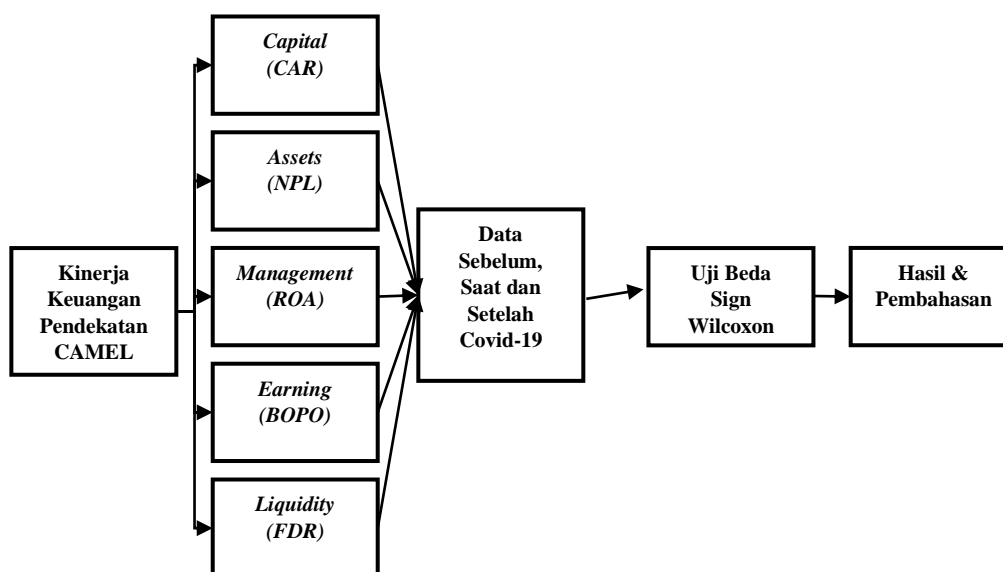 Kinerja
Keuangan
Pendekatan
CAMEL
Capital
(CAR)
Assets
(NPL)
Management
(ROA)
Earning
(BOPO)
Liquidity
(FDR)
Data
Sebelum,
Saat dan
Setelah
Covid-19
Uji Beda
Sign
Wilcoxon
Hasil &
Pembahasan